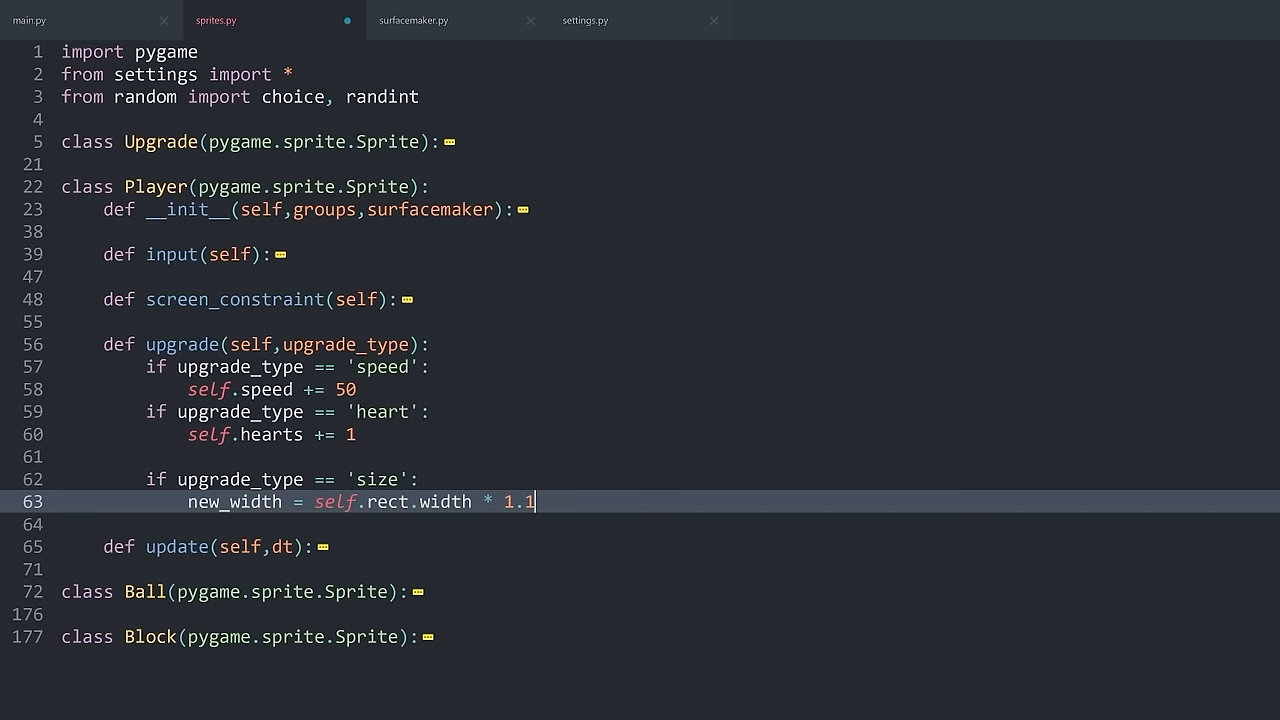 main.py sprites.py surfacemaker.py settings.py
1 import pygame
2 from settings import *
3 from random import choice, randint
4
5 class Upgrade(pygame.sprite.Sprite):
21
22 class Player(pygame.sprite.Sprite):
23 def __init__(self,groups,surfacemaker):
38
39 def input(self):
47
48 def screen_constraint(self):
55
56 def upgrade(self,upgrade_type):
57 if upgrade_type == 'speed':
58 self.speed += 50
59 if upgrade_type == 'heart':
60 self.hearts += 1
61
62 if upgrade_type == 'size':
63 new_width = self.rect.width * 1.1
64
65 def update(self,dt):
71
72 class Ball(pygame.sprite.Sprite):
176
177 class Block(pygame.sprite.Sprite):